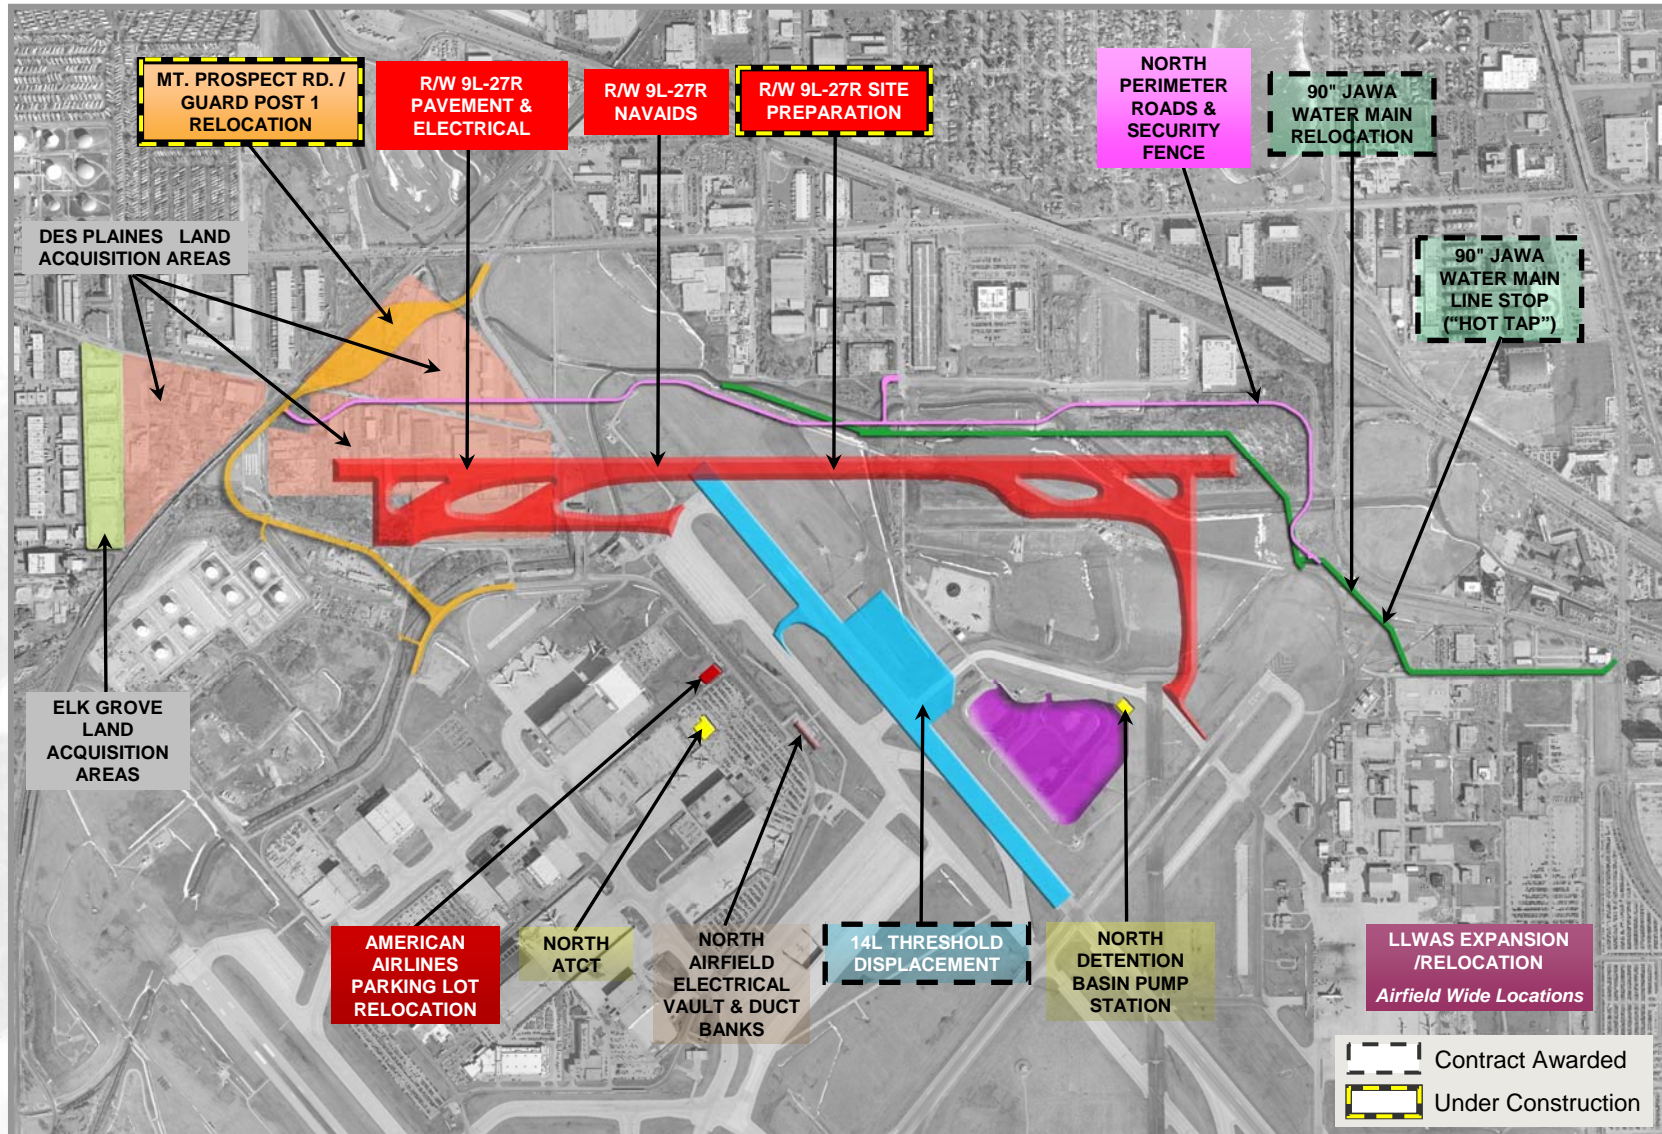 MT. PROSPECT RD. /
GUARD POST 1
RELOCATION
R/W 9L-27R
PAVEMENT &
ELECTRICAL
R/W 9L-27R
NAVAIDS
R/W 9L-27R SITE
PREPARATION
NORTH
PERIMETER
ROADS &
SECURITY
FENCE
90" JAWA
WATER MAIN
RELOCATION
DES PLAINES LAND
ACQUISITION AREAS
90" JAWA
WATER MAIN
LINE STOP
(“HOT TAP”)
ELK GROVE
LAND
ACQUISITION
AREAS
AMERICAN
AIRLINES
PARKING LOT
RELOCATION
NORTH
ATCT
NORTH
AIRFIELD
ELECTRICAL
VAULT & DUCT
BANKS
14L THRESHOLD
DISPLACEMENT
NORTH
DETENTION
BASIN PUMP
STATION
LLWAS EXPANSION
/RELOCATION
Airfield Wide Locations
Contract Awarded
Under Construction